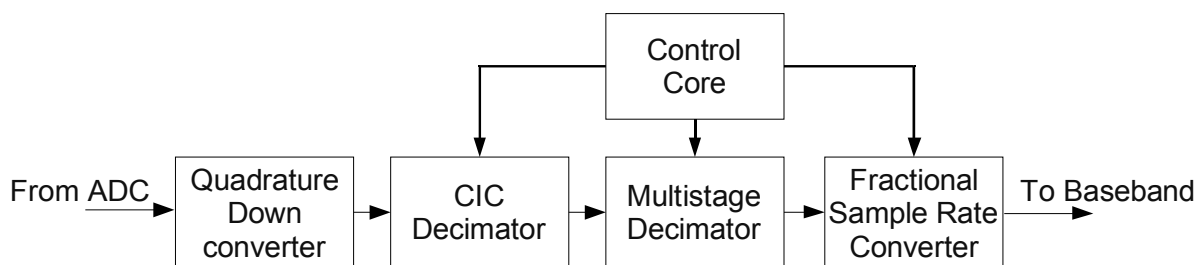 Control
Core
From ADC
Quadrature
Down
converter
CIC
Decimator
Multistage
Decimator
Fractional
Sample Rate
Converter
To Baseband